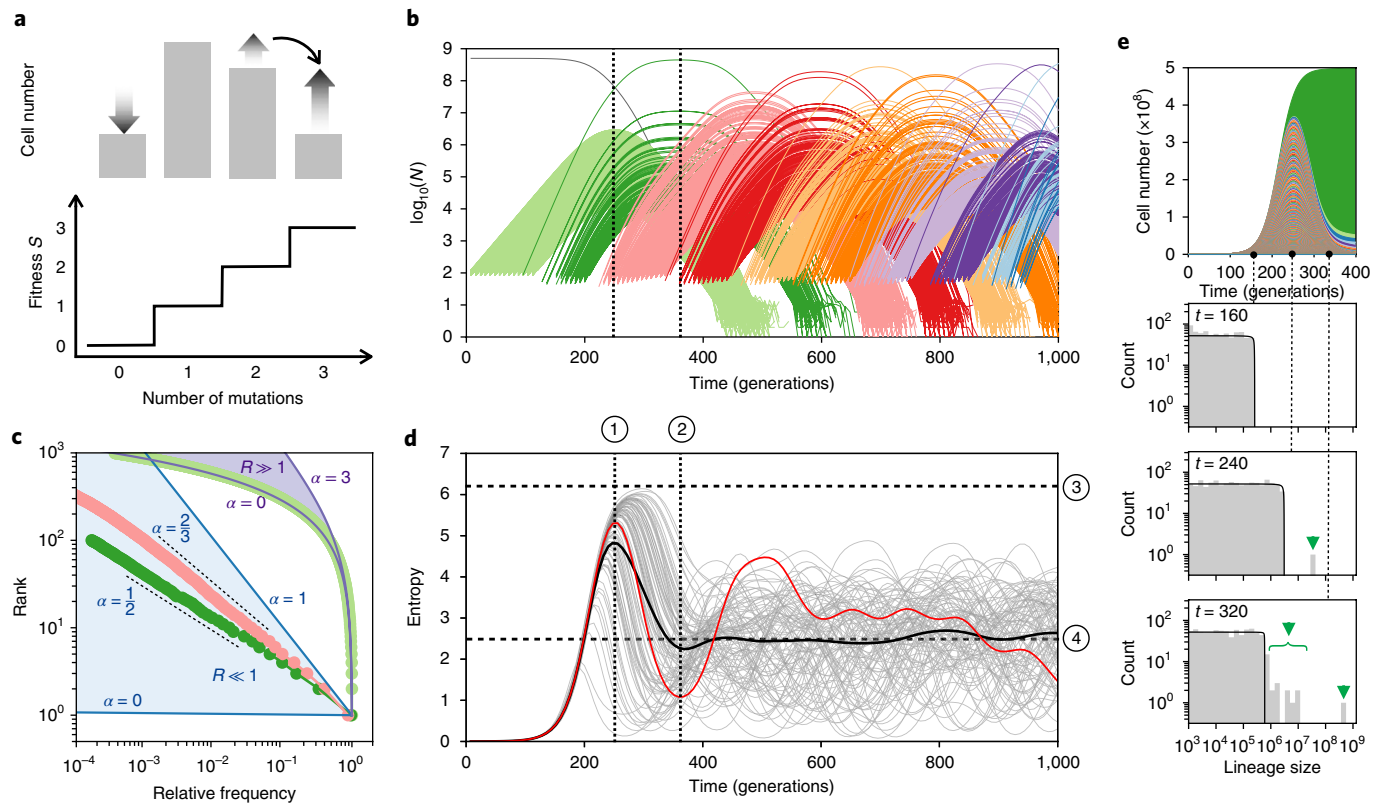 a
Cell number
Fitness S
3
2
1
0
0 1 2 3
Number of mutations
b
log₁₀(N)
9
8
7
6
5
4
3
2
1
0
0 200 400 600 800 1,000
Time (generations)
c
Rank
10³
10²
10¹
10⁰
R ≫ 1
α = 3
α = 0
α = 2/3
α = 1
α = 1/2
R ≪ 1
α = 0
10⁻⁴ 10⁻³ 10⁻² 10⁻¹ 10⁰
Relative frequency
d
1 2
Entropy
7
6
5
4
3
2
1
0
3
4
0 200 400 600 800 1,000
Time (generations)
e
Cell number (×10⁸)
5
4
3
2
1
0
0 100 200 300 400
Time (generations)
t = 160
Count
10²
10¹
10⁰
t = 240
Count
10²
10¹
10⁰
t = 320
Count
10²
10¹
10⁰
10³ 10⁴ 10⁵ 10⁶ 10⁷ 10⁸ 10⁹
Lineage size